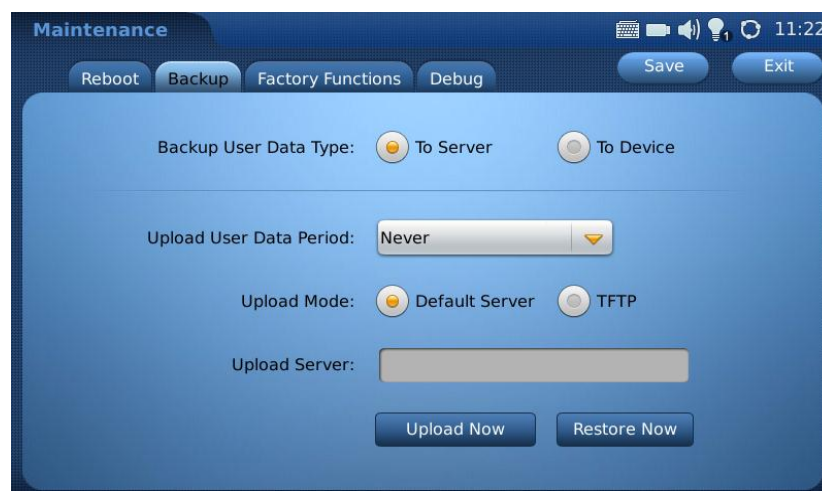 Maintenance 1 11:22
Reboot Backup Factory Functions Debug Save Exit
Backup User Data Type: To Server To Device
Upload User Data Period: Never
Upload Mode: Default Server TFTP
Upload Server:
Upload Now Restore Now